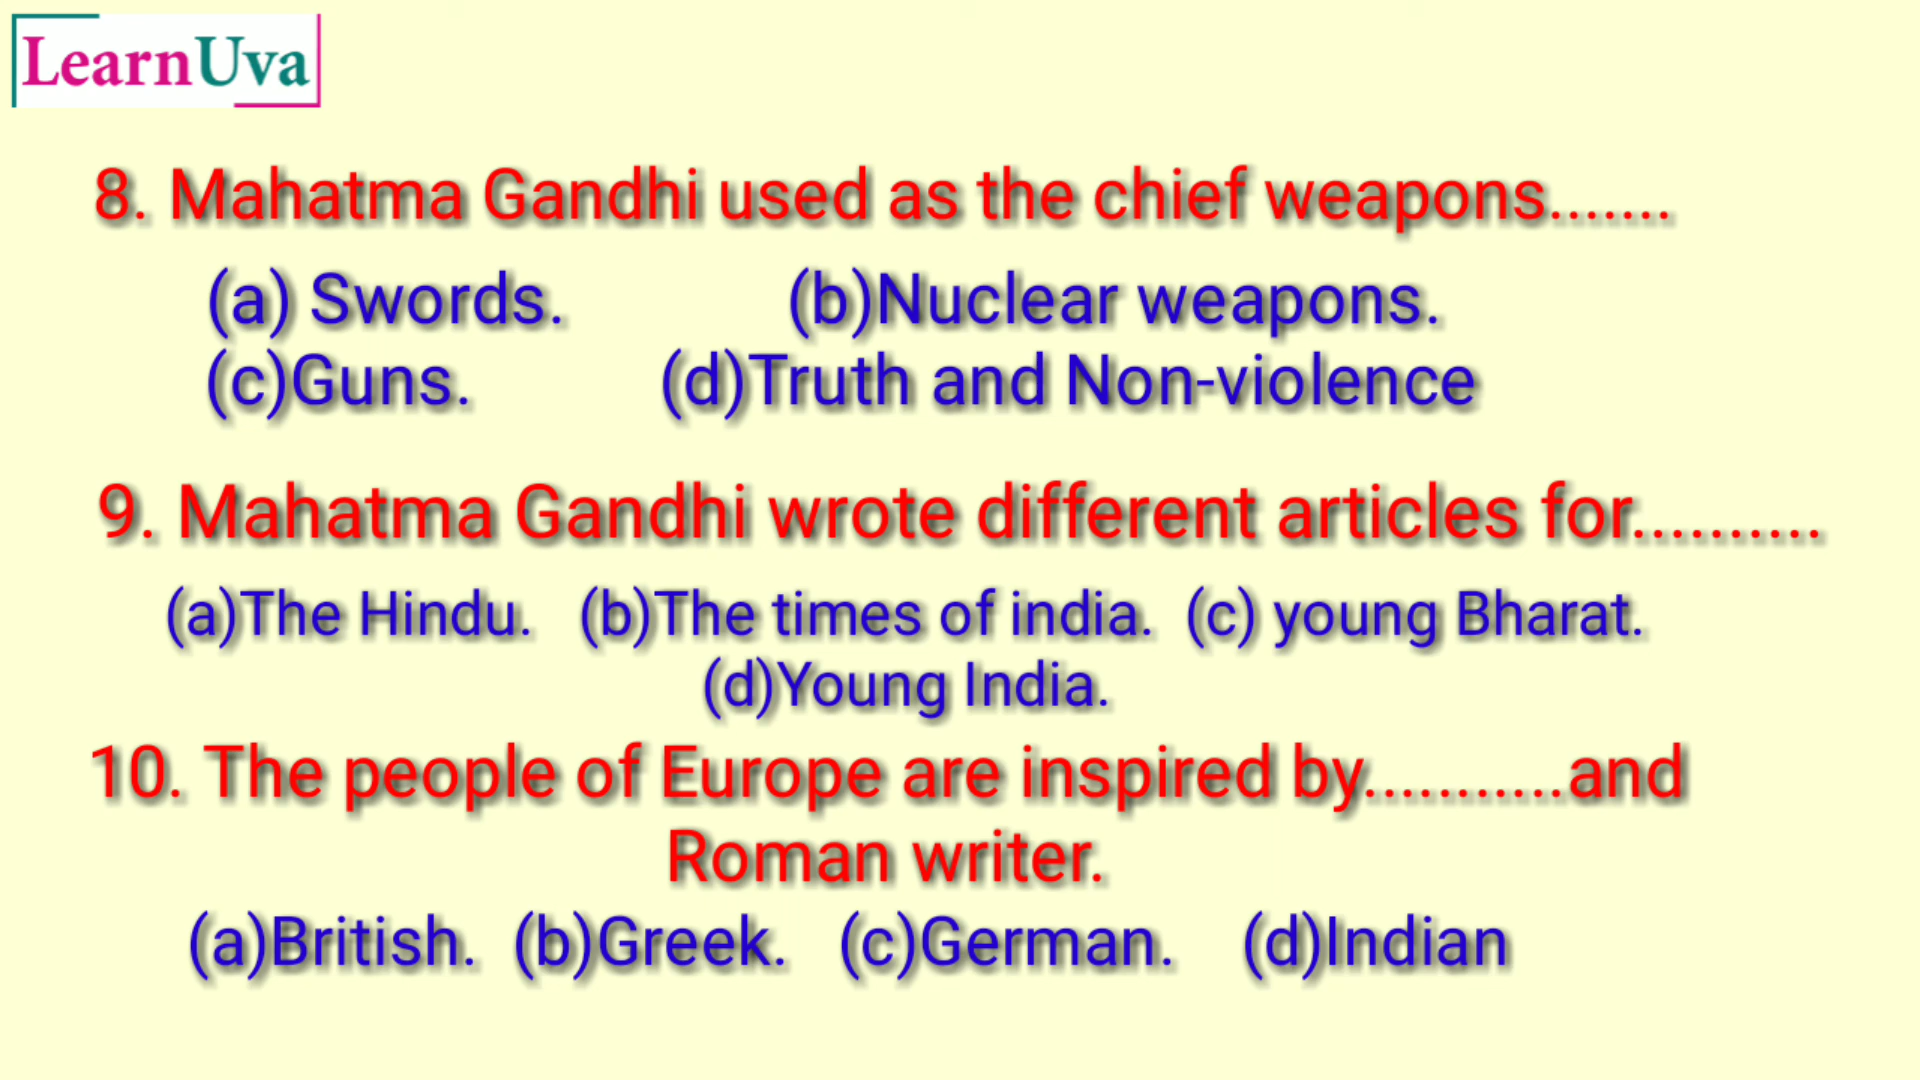 LearnUva
8. Mahatma Gandhi used as the chief weapons.......
(a) Swords. (b)Nuclear weapons.
(c)Guns. (d)Truth and Non-violence
9. Mahatma Gandhi wrote different articles for..........
(a)The Hindu. (b)The times of india. (c) young Bharat.
(d)Young India.
10. The people of Europe are inspired by...........and
Roman writer.
(a)British. (b)Greek. (c)German. (d)Indian